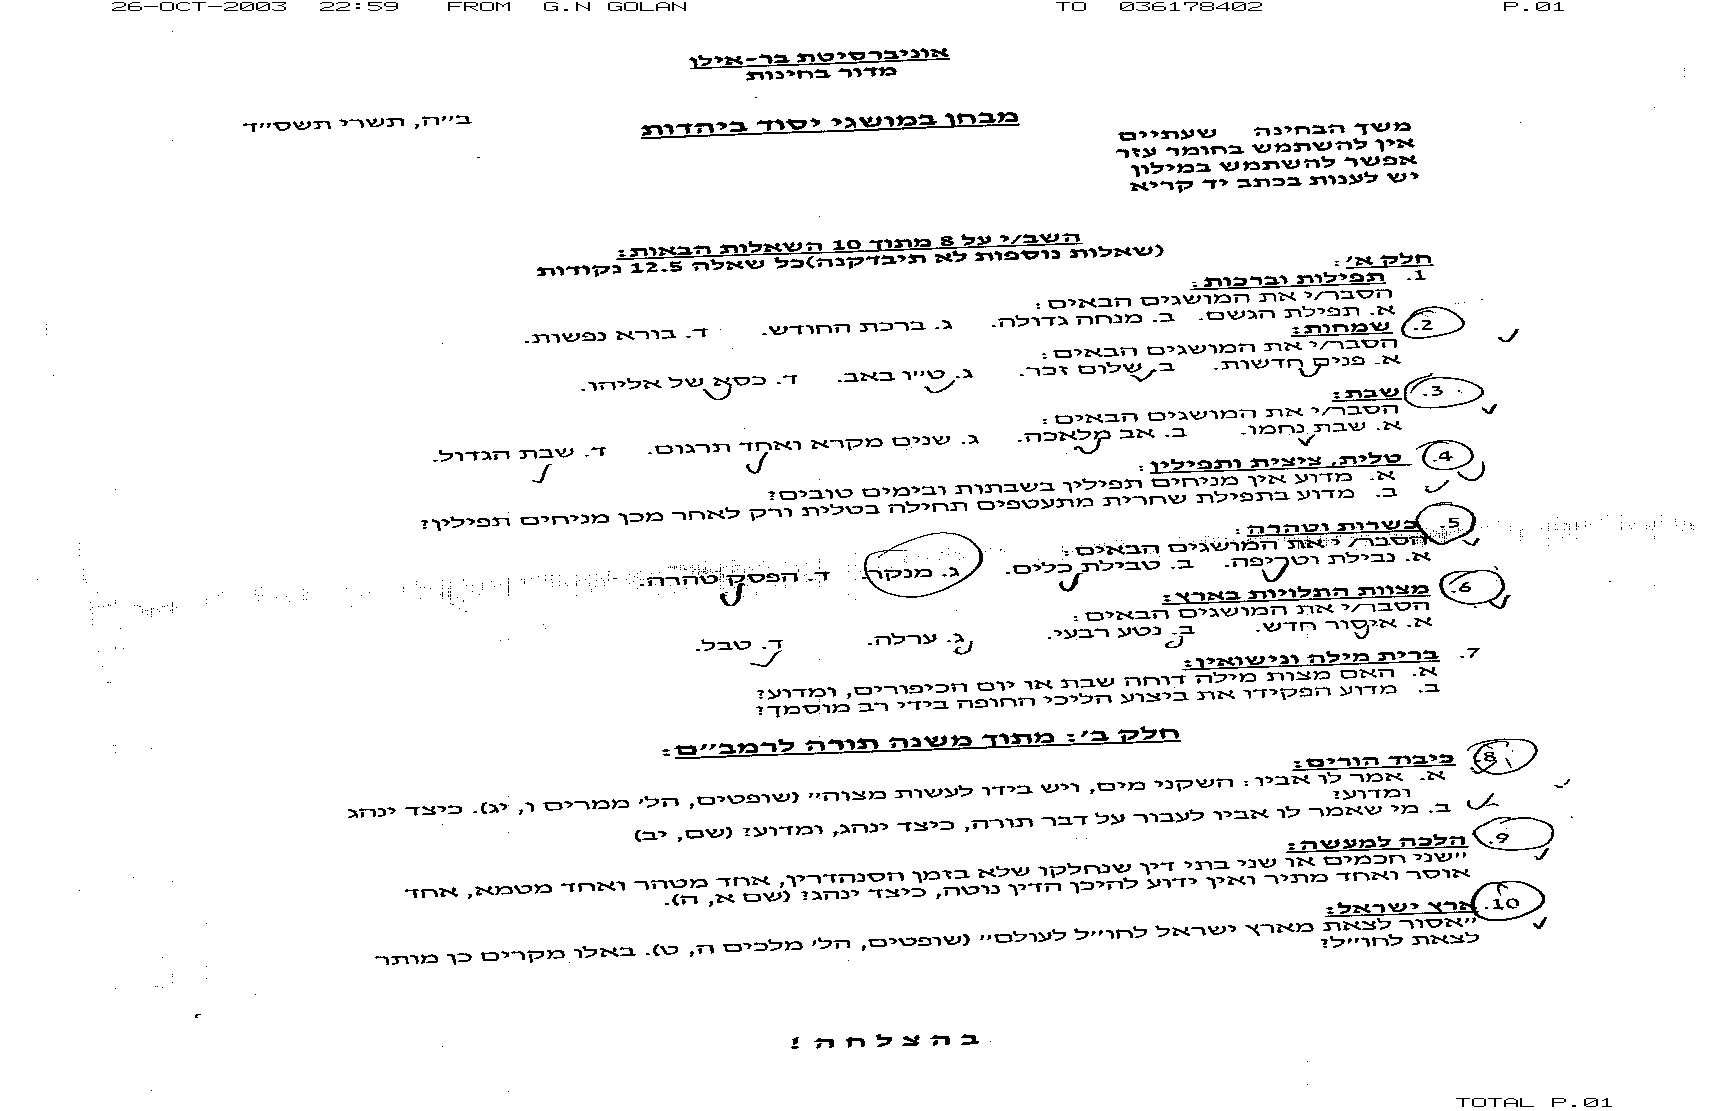 26-OCT-2003 22:59 FROM G.N GOLAN TO 036178402 P.01
אוניברסיטת בר-אילן
מדור בחינות
ב״ה, תשרי תשס״ד
מבחן במושגי יסוד ביהדות
משך הבחינה שעתיים
אין להשתמש בחומר עזר
אפשר להשתמש במילון
יש לענות בכתב יד קריא
השב/י על 8 מתוך 10 השאלות הבאות:
(שאלות נוספות לא תיבדקנה)כל שאלה 12.5 נקודות
חלק א׳:
1. תפילות וברכות:
הסבר/י את המושגים הבאים:
א. תפילת הגשם. ב. מנחה גדולה. ג. ברכת החודש. ד. בורא נפשות.
2. שמחות:
הסבר/י את המושגים הבאים:
א. פנים חדשות. ב. שלום זכר. ג. ט״ו באב. ד. כסא של אליהו.
3. שבת:
הסבר/י את המושגים הבאים:
א. שבת נחמו. ב. אב מלאכה. ג. שנים מקרא ואחד תרגום. ד. שבת הגדול.
4. טלית, ציצית ותפילין:
א. מדוע אין מניחים תפילין בשבתות ובימים טובים?
ב. מדוע בתפילת שחרית מתעטפים תחילה בטלית ורק לאחר מכן מניחים תפילין?
5. כשרות וטהרה:
הסבר/י את המושגים הבאים:
א. נבילת וטריפה. ב. טבילת כלים. ג. מנקר. ד. הפסק טהרה.
6. מצוות התלויות בארץ:
הסבר/י את המושגים הבאים:
א. איסור חדש. ב. נטע רבעי. ג. ערלה. ד. טבל.
7. ברית מילה ונישואין:
א. האם מצות מילה דוחה שבת או יום הכיפורים, ומדוע?
ב. מדוע הפקידו את ביצוע הליכי החופה בידי רב מוסמך?
חלק ב׳: מתוך משנה תורה לרמב״ם:
8. כיבוד הורים:
א. אמר לו אביו: השקני מים, ויש בידו לעשות מצוה״ (שופטים, הל׳ ממרים ו, יג). כיצד ינהג
ומדוע?
ב. מי שאמר לו אביו לעבור על דבר תורה, כיצד ינהג, ומדוע? (שם, יב)
9. הלכה למעשה:
״שני חכמים או שני בתי דין שנחלקו שלא בזמן הסנהדרין, אחד מטהר ואחד מטמא, אחד
אוסר ואחד מתיר ואין ידוע להיכן הדין נוטה, כיצד ינהג? (שם א, ה).
10. ארץ ישראל:
״אסור לצאת מארץ ישראל לחו״ל לעולם״ (שופטים, הל׳ מלכים ה, ט). באלו מקרים כן מותר
לצאת לחו״ל?
בהצלחה!
TOTAL P.01